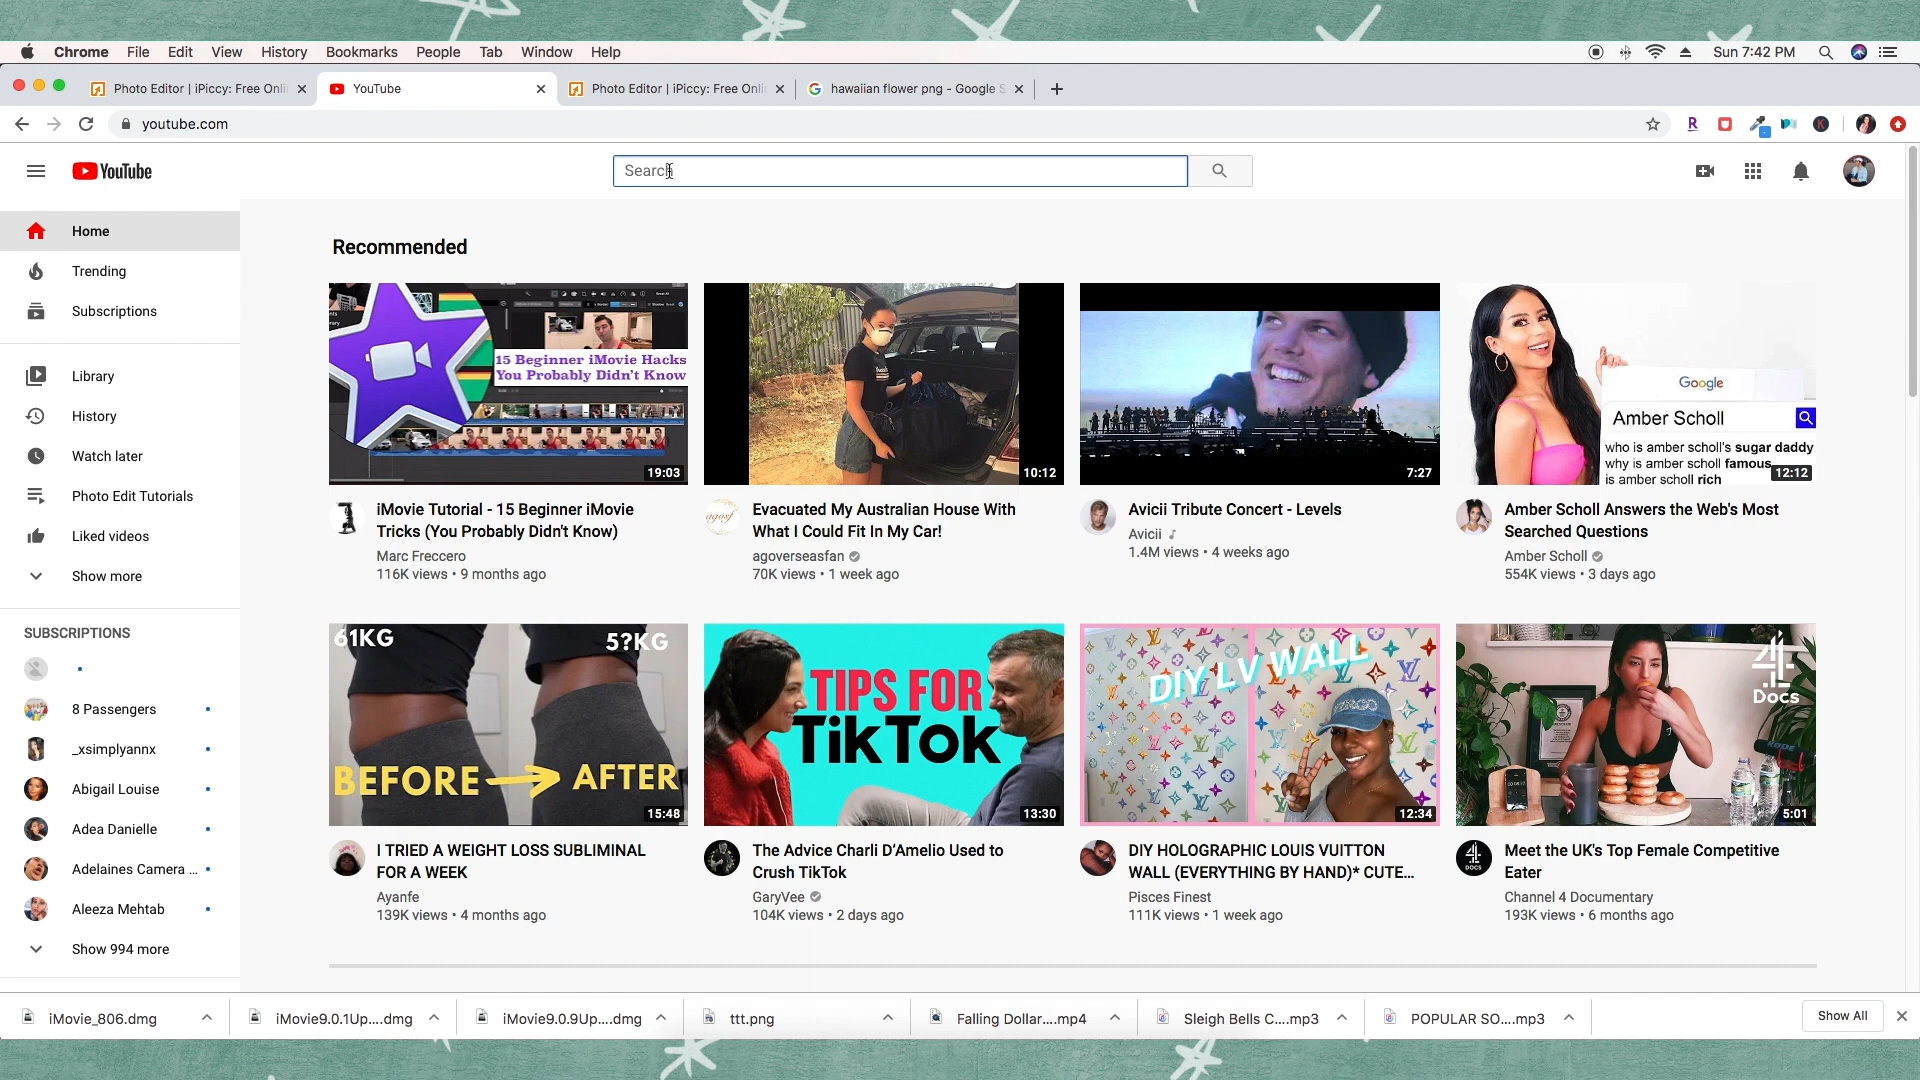 Chrome File Edit View History Bookmarks People Tab Window Help Sun 7:42 PM
Photo Editor | iPiccy: Free Onli YouTube Photo Editor | iPiccy: Free Onli hawaiian flower png - Google S
youtube.com
YouTube Search
Home
Trending
Subscriptions
Library
History
Watch later
Photo Edit Tutorials
Liked videos
Show more
SUBSCRIPTIONS
8 Passengers
_xsimplyannx
Abigail Louise
Adea Danielle
Adelaines Camera ...
Aleeza Mehtab
Show 994 more
Recommended
15 Beginner iMovie Hacks
You Probably Didn't Know
19:03
iMovie Tutorial - 15 Beginner iMovie
Tricks (You Probably Didn't Know)
Marc Freccero
116K views • 9 months ago
10:12
Evacuated My Australian House With
What I Could Fit In My Car!
agoverseasfan
70K views • 1 week ago
7:27
Avicii Tribute Concert - Levels
Avicii
1.4M views • 4 weeks ago
Google
Amber Scholl
who is amber scholl's sugar daddy
why is amber scholl famous
is amber scholl rich
12:12
Amber Scholl Answers the Web's Most
Searched Questions
Amber Scholl
554K views • 3 days ago
61KG 5?KG
BEFORE AFTER
15:48
I TRIED A WEIGHT LOSS SUBLIMINAL
FOR A WEEK
Ayanfe
139K views • 4 months ago
TIPS FOR
TikTok
13:30
The Advice Charli D'Amelio Used to
Crush TikTok
GaryVee
104K views • 2 days ago
DIY LV WALL
12:34
DIY HOLOGRAPHIC LOUIS VUITTON
WALL (EVERYTHING BY HAND)* CUTE...
Pisces Finest
111K views • 1 week ago
4
Docs
5:01
Meet the UK's Top Female Competitive
Eater
Channel 4 Documentary
193K views • 6 months ago
iMovie_806.dmg iMovie9.0.1Up....dmg iMovie9.0.9Up....dmg ttt.png Falling Dollar....mp4 Sleigh Bells C....mp3 POPULAR SO....mp3 Show All